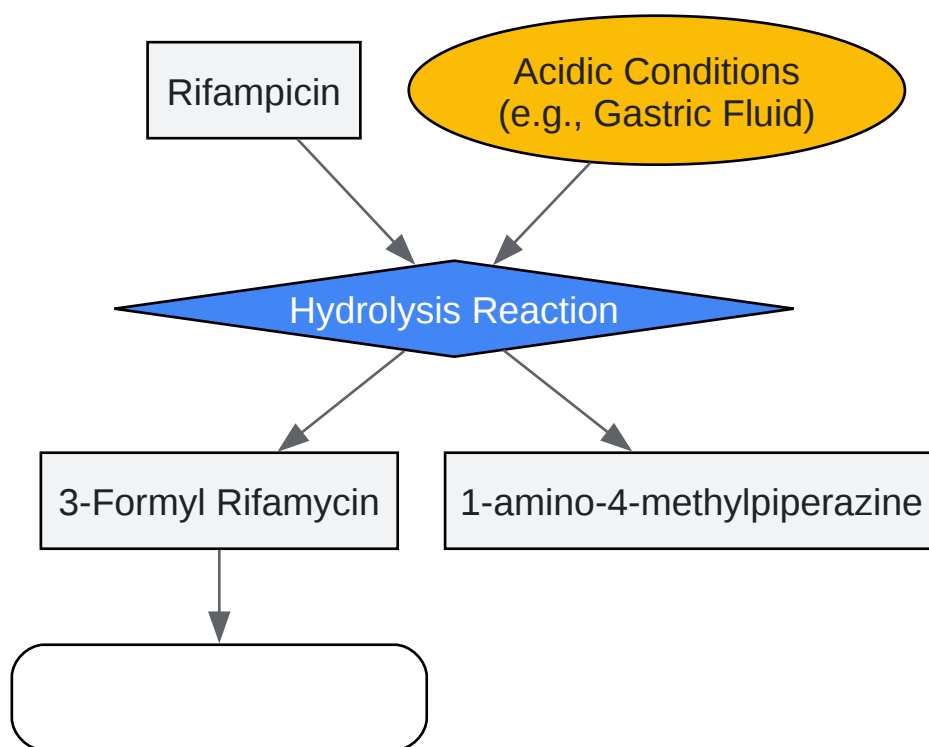 Rifampicin
Acidic Conditions
(e.g., Gastric Fluid)
Hydrolysis Reaction
3-Formyl Rifamycin
1-amino-4-methylpiperazine